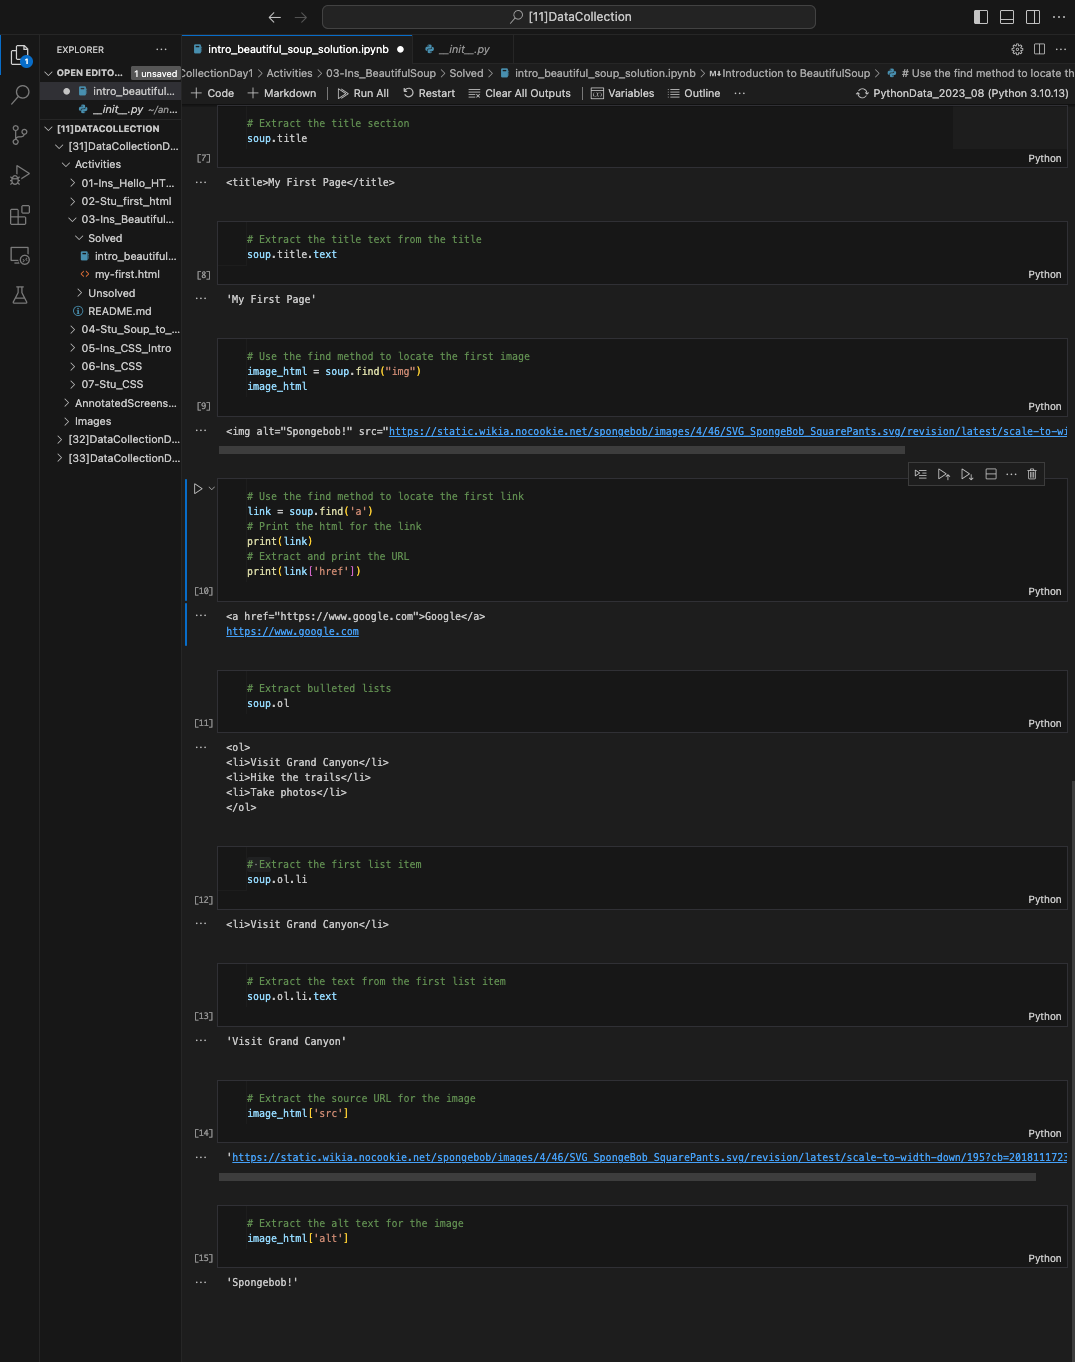 [11]DataCollection
EXPLORER
intro_beautiful_soup_solution.ipynb
__init__.py
OPEN EDITO...
1 unsaved
CollectionDay1 > Activities > 03-Ins_BeautifulSoup > Solved > intro_beautiful_soup_solution.ipynb > M Introduction to BeautifulSoup > # Use the find method to locate th
intro_beautiful...
__init__.py ~/an...
+ Code + Markdown Run All Restart Clear All Outputs Variables Outline ... PythonData_2023_08 (Python 3.10.13)
[11]DATACOLLECTION
[31]DataCollectionD...
Activities
01-Ins_Hello_HT...
02-Stu_first_html
03-Ins_Beautiful...
Solved
intro_beautiful...
my-first.html
Unsolved
README.md
04-Stu_Soup_to_...
05-Ins_CSS_Intro
06-Ins_CSS
07-Stu_CSS
AnnotatedScreens...
Images
[32]DataCollectionD...
[33]DataCollectionD...
# Extract the title section
soup.title
[7]
Python
<title>My First Page</title>
# Extract the title text from the title
soup.title.text
[8]
Python
'My First Page'
# Use the find method to locate the first image
image_html = soup.find("img")
image_html
[9]
Python
<img alt="Spongebob!" src="https://static.wikia.nocookie.net/spongebob/images/4/46/SVG_SpongeBob_SquarePants.svg/revision/latest/scale-to-wi
# Use the find method to locate the first link
link = soup.find('a')
# Print the html for the link
print(link)
# Extract and print the URL
print(link['href'])
[10]
Python
<a href="https://www.google.com">Google</a>
https://www.google.com
# Extract bulleted lists
soup.ol
[11]
Python
<ol>
<li>Visit Grand Canyon</li>
<li>Hike the trails</li>
<li>Take photos</li>
</ol>
# Extract the first list item
soup.ol.li
[12]
Python
<li>Visit Grand Canyon</li>
# Extract the text from the first list item
soup.ol.li.text
[13]
Python
'Visit Grand Canyon'
# Extract the source URL for the image
image_html['src']
[14]
Python
'https://static.wikia.nocookie.net/spongebob/images/4/46/SVG_SpongeBob_SquarePants.svg/revision/latest/scale-to-width-down/195?cb=2018111723
# Extract the alt text for the image
image_html['alt']
[15]
Python
'Spongebob!'